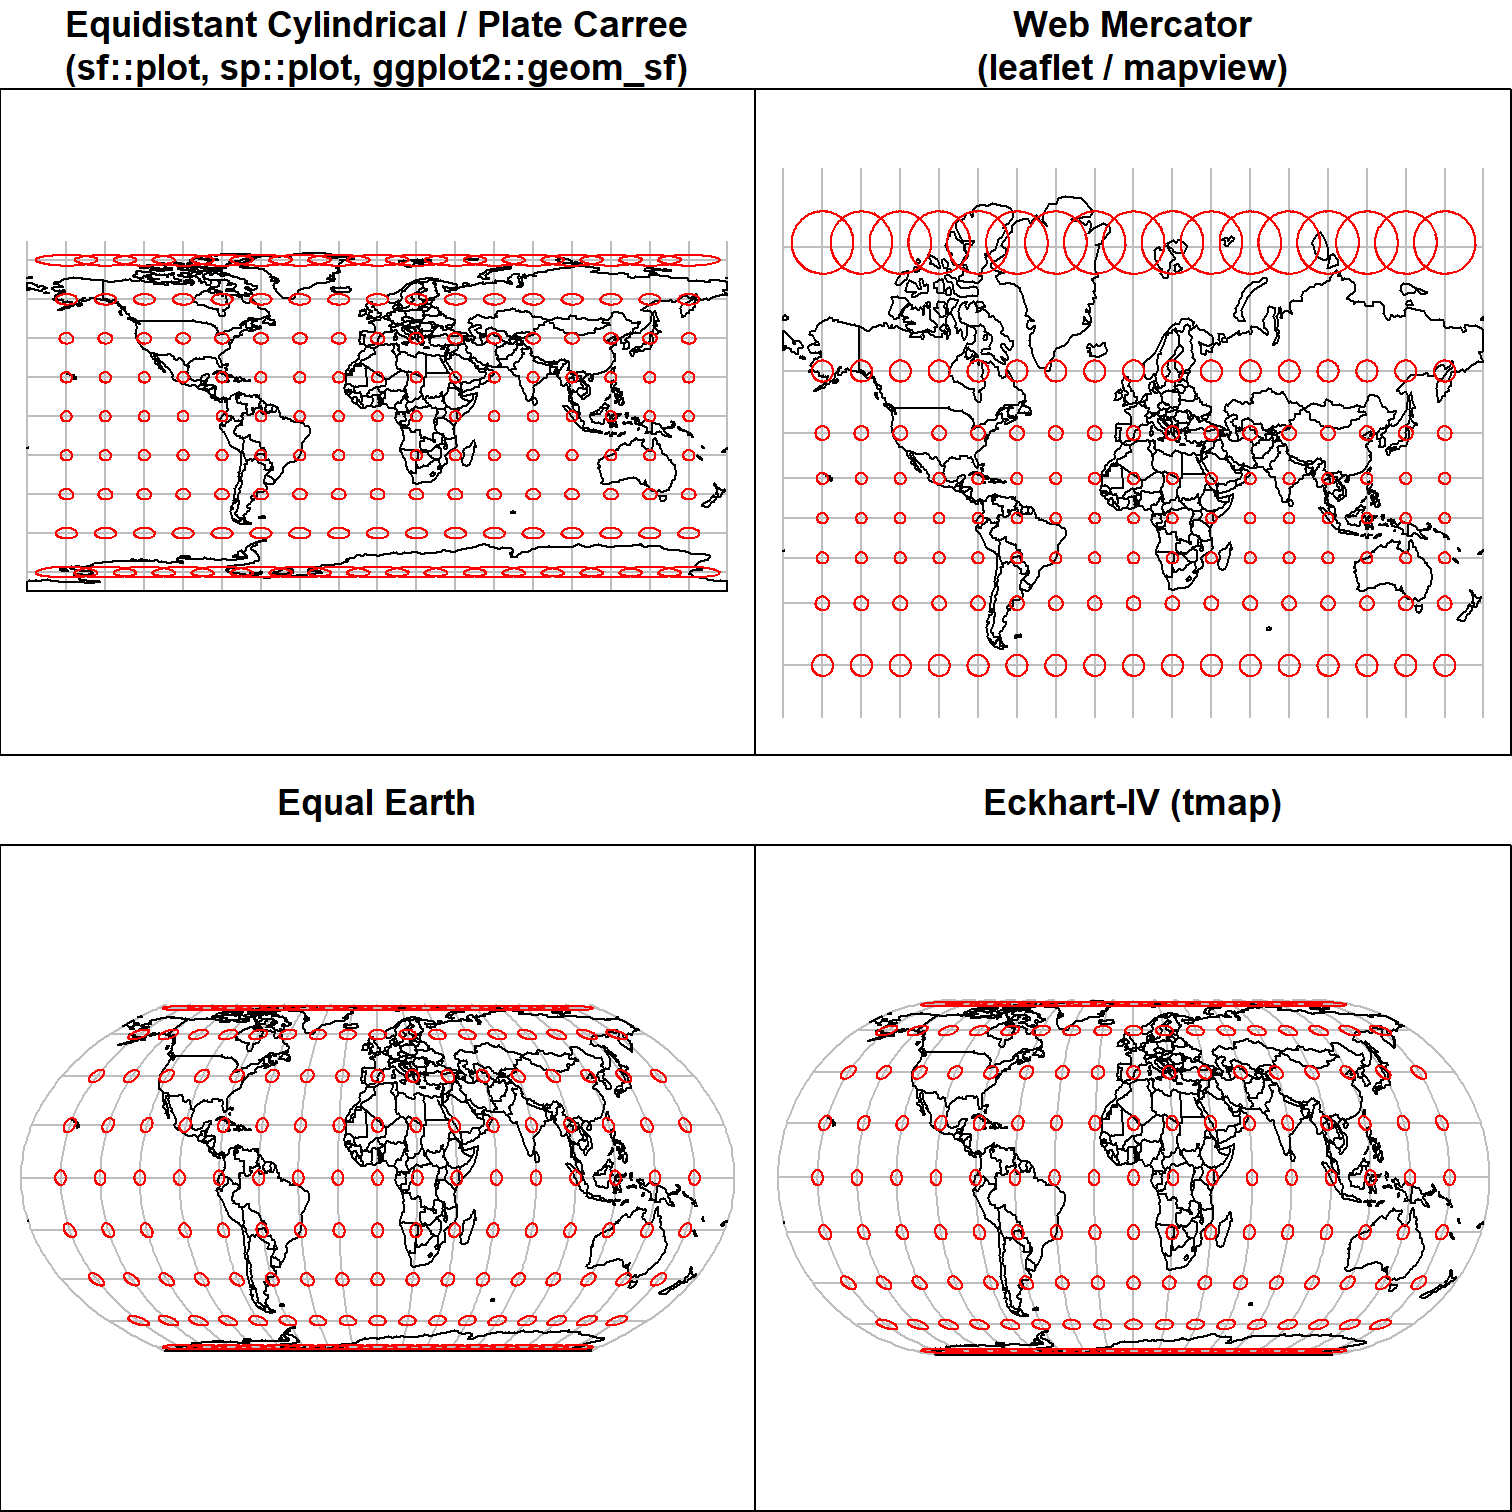 Equidistant Cylindrical / Plate Carree
(sf::plot, sp::plot, ggplot2::geom_sf)
Web Mercator
(leaflet / mapview)
Equal Earth
Eckhart-IV (tmap)